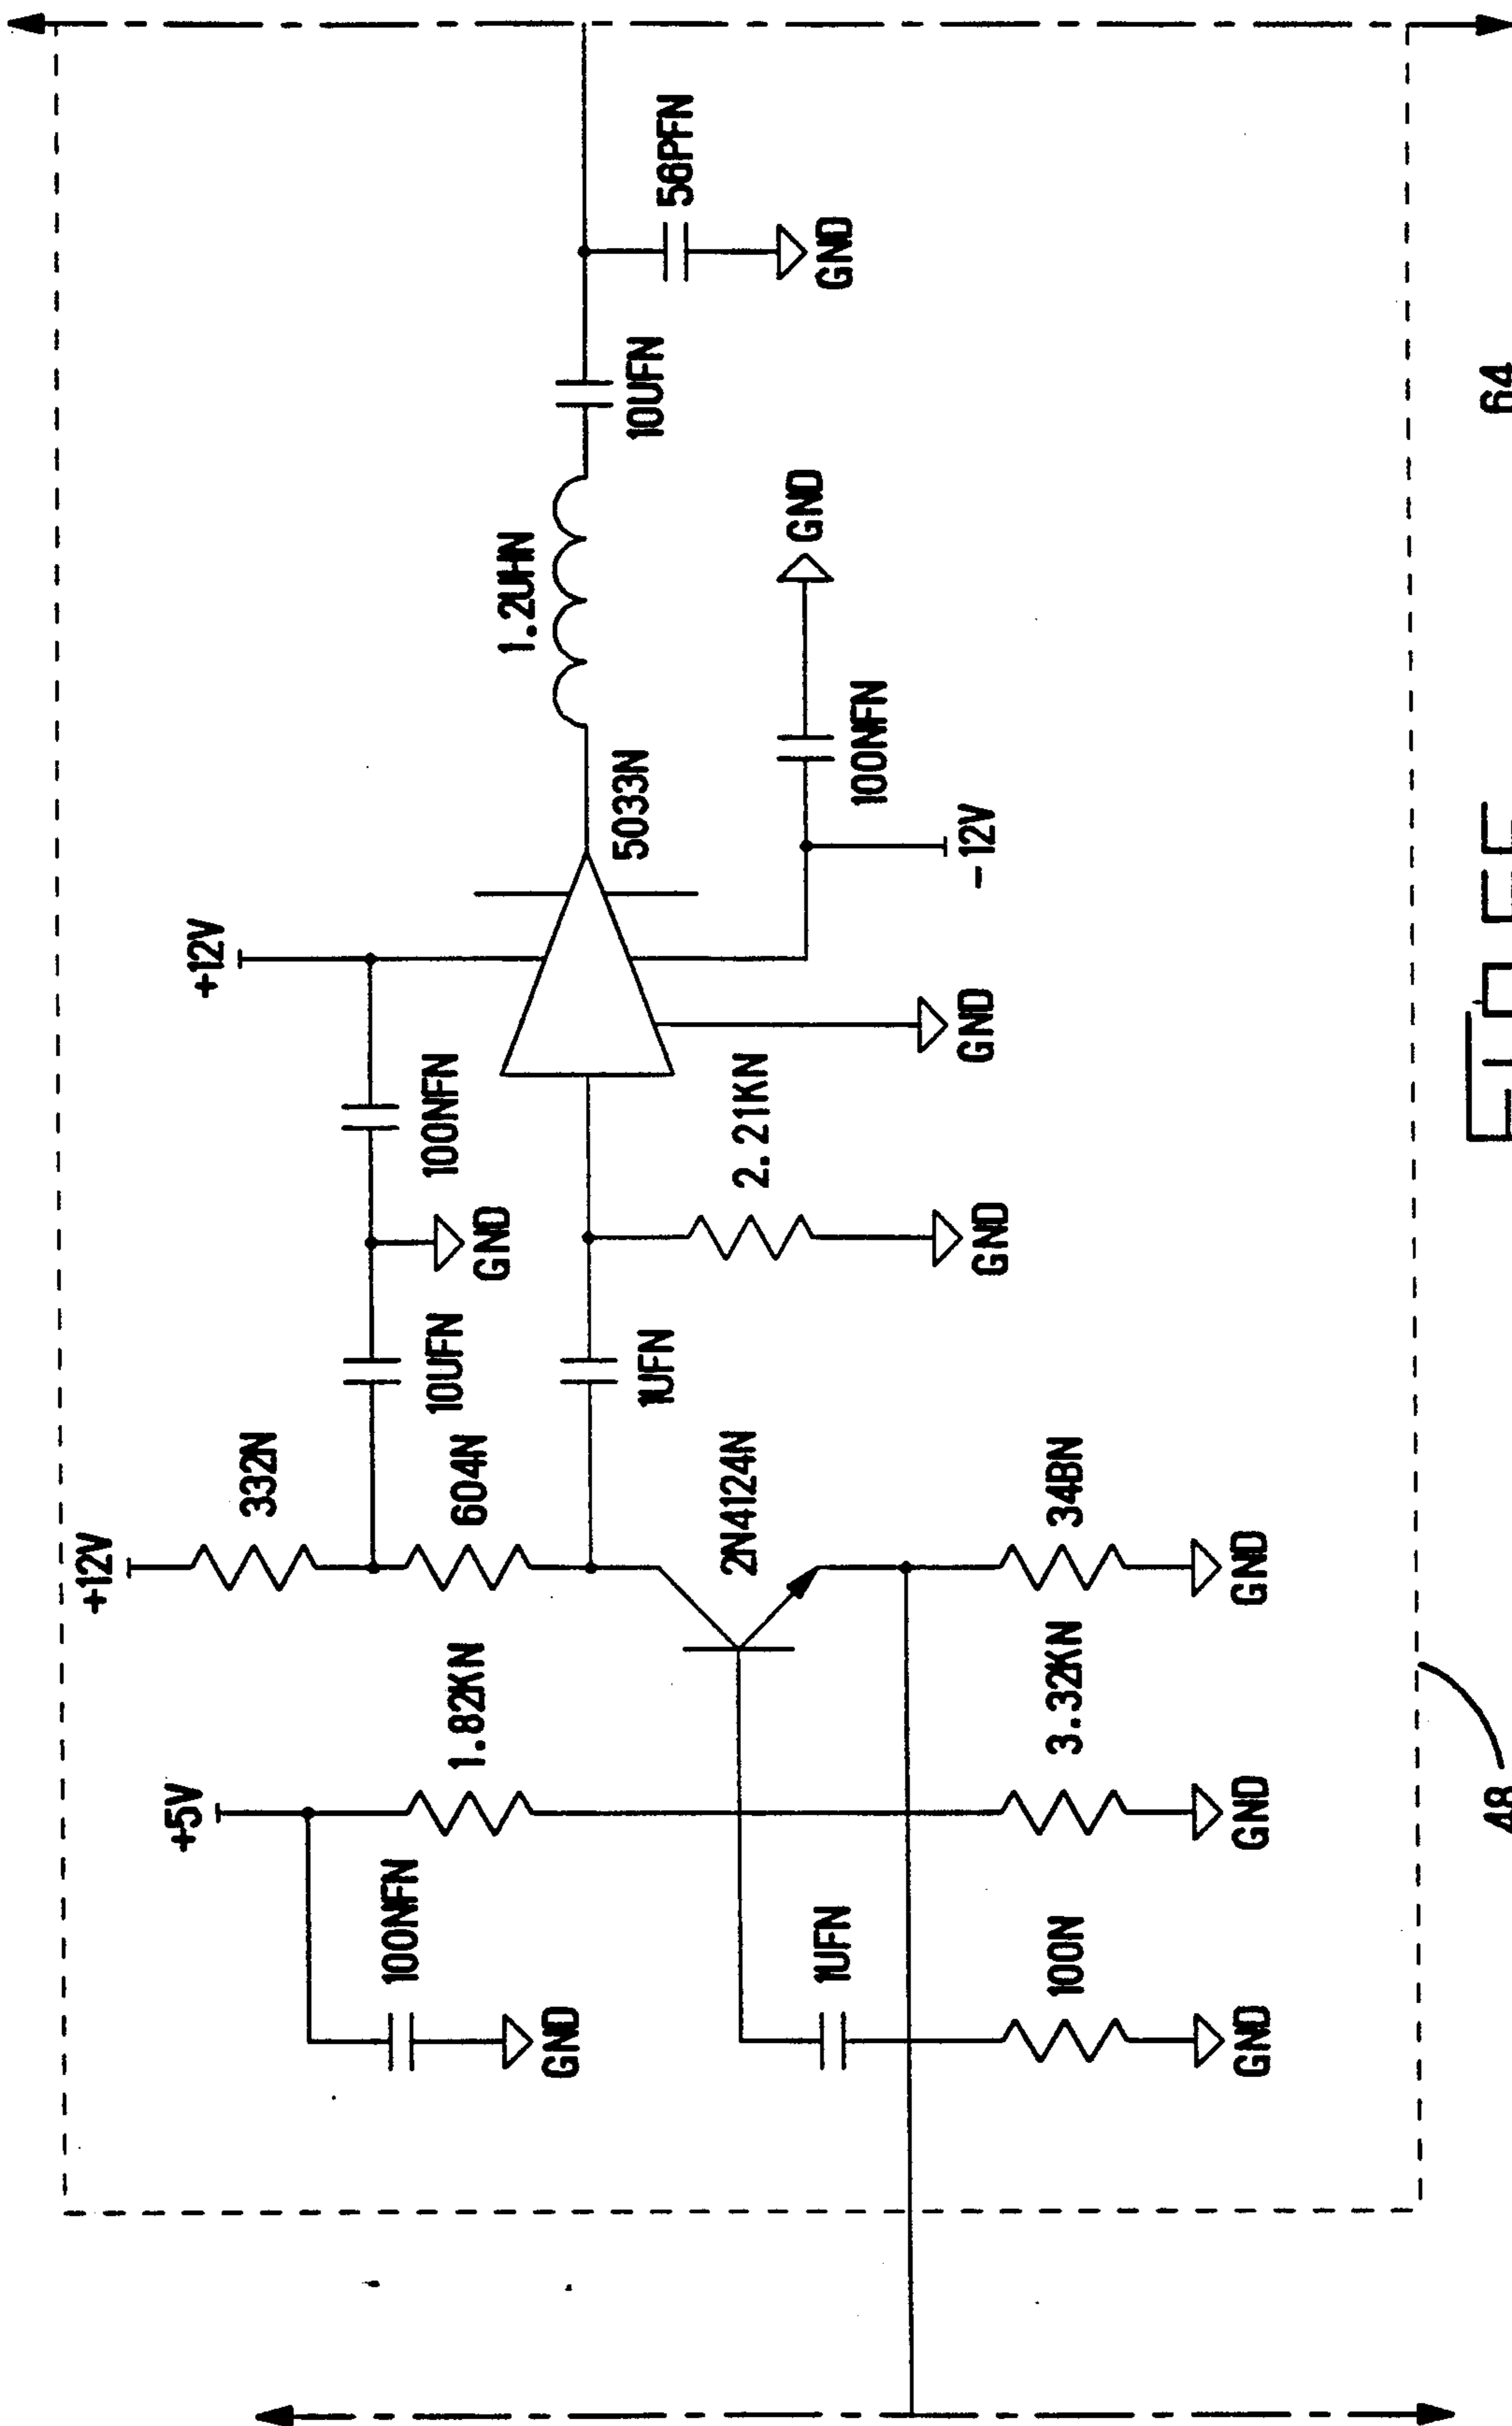 +12V
332N
10UFN
604N
1UFN
2N4124N
34BN
GND
+5V
100NFN
GND
1.82KN
1UFN
100N
GND
3.32KN
GND
+12V
100NFN
GND
2.21KN
GND
GND
5033N
-12V
100NFN
GND
1.2UHN
10UFN
56PFN
GND
48
64